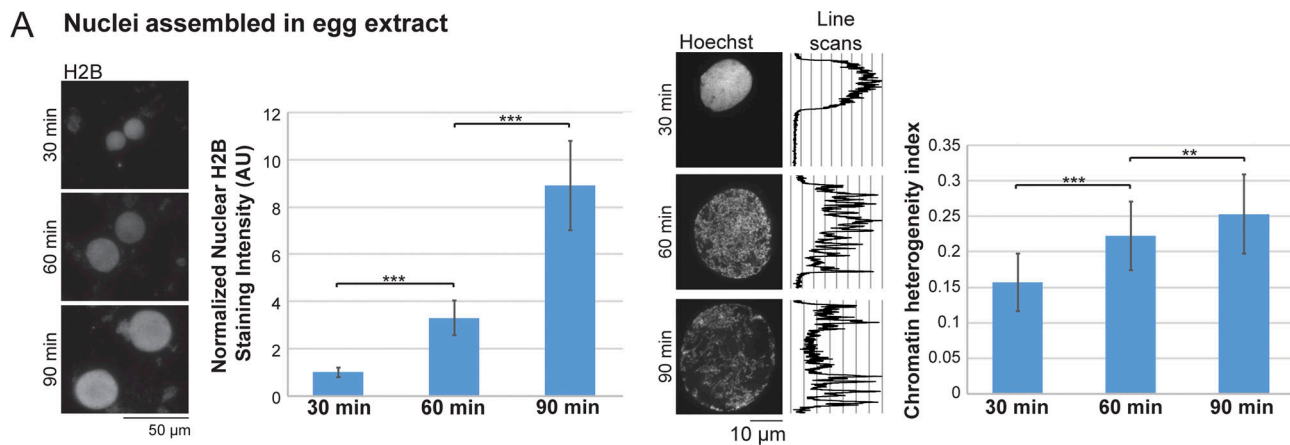 A Nuclei assembled in egg extract
H2B
30 min
60 min
90 min
50 µm
Normalized Nuclear H2B
Staining Intensity (AU)
12
10
8
6
4
2
0
***
***
30 min
60 min
90 min
Hoechst
Line
scans
30 min
60 min
90 min
10 µm
Chromatin heterogeneity index
0.35
0.3
0.25
0.2
0.15
0.1
0.05
0
***
**
30 min
60 min
90 min